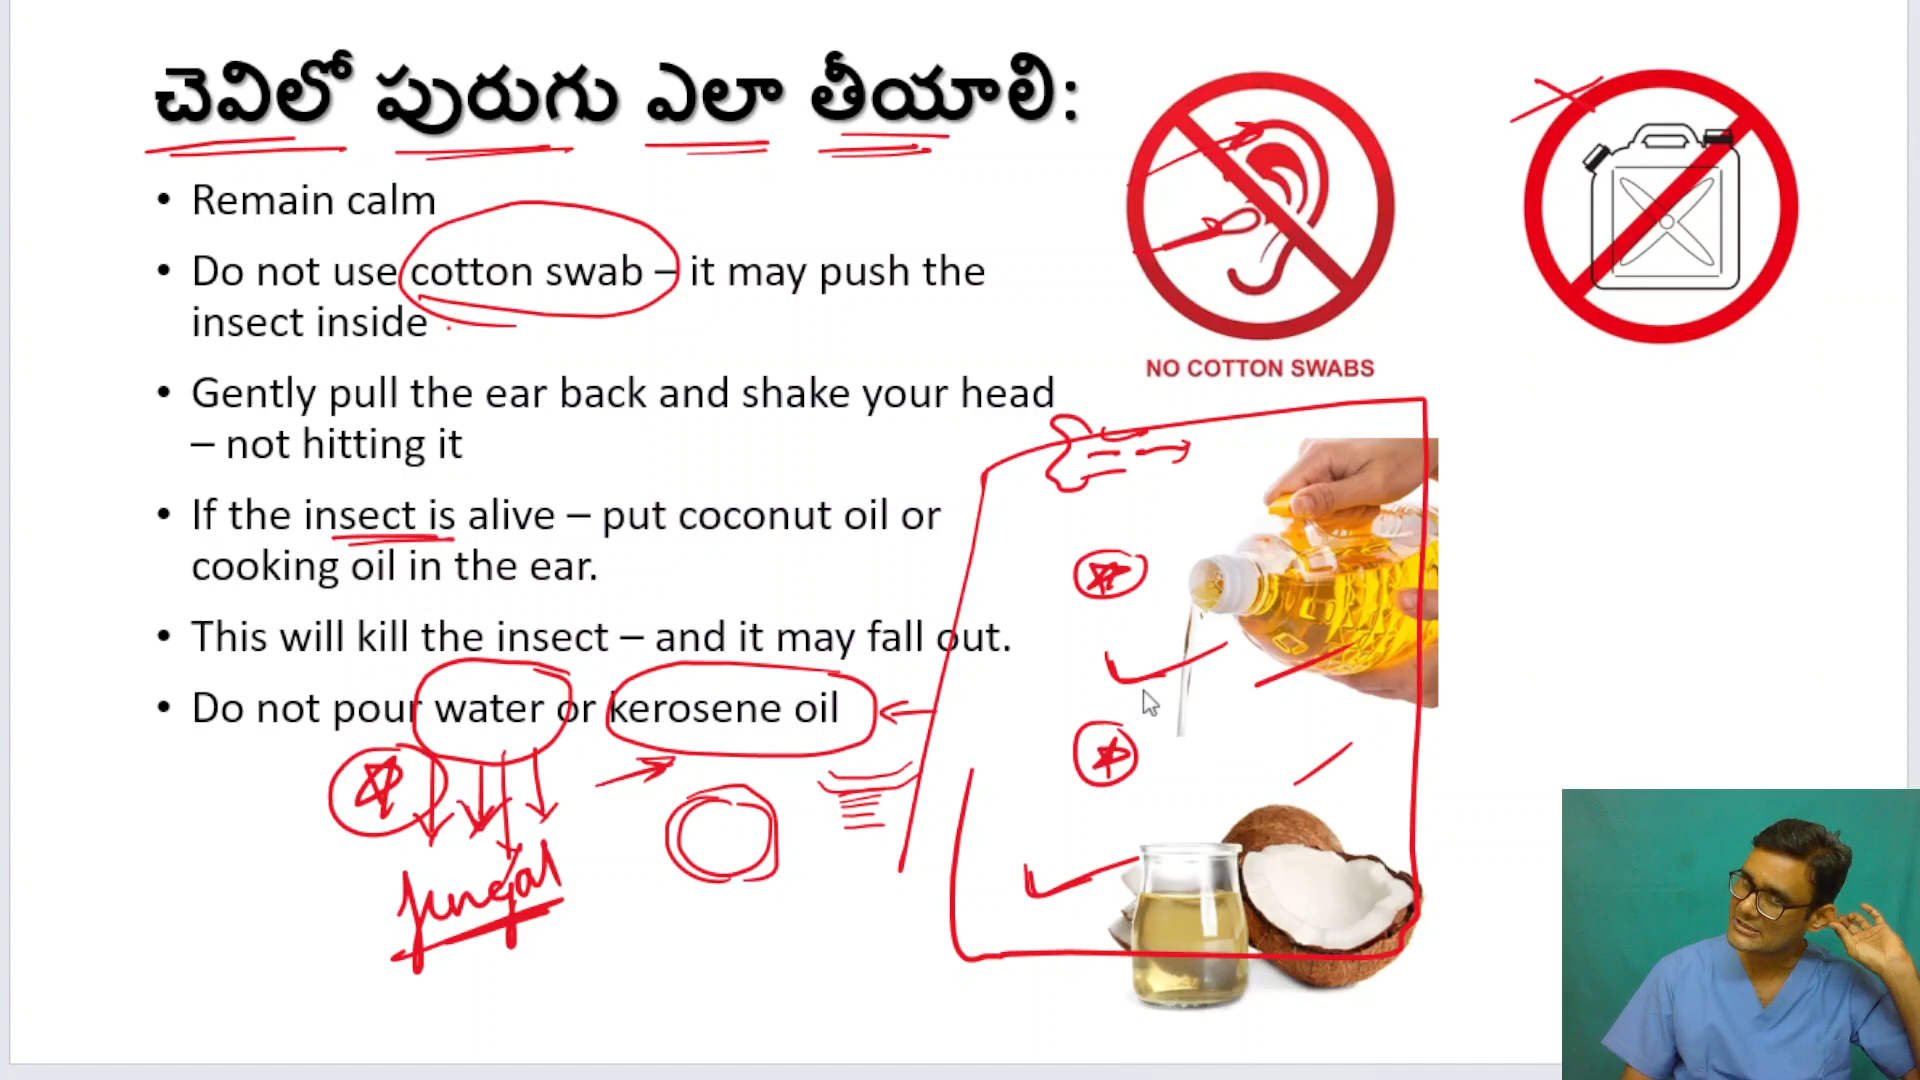 చెవిలో పురుగు ఎలా తీయాలి:
• Remain calm
• Do not use cotton swab – it may push the
insect inside
• Gently pull the ear back and shake your head
– not hitting it
• If the insect is alive – put coconut oil or
cooking oil in the ear.
• This will kill the insect – and it may fall out.
• Do not pour water or kerosene oil
NO COTTON SWABS